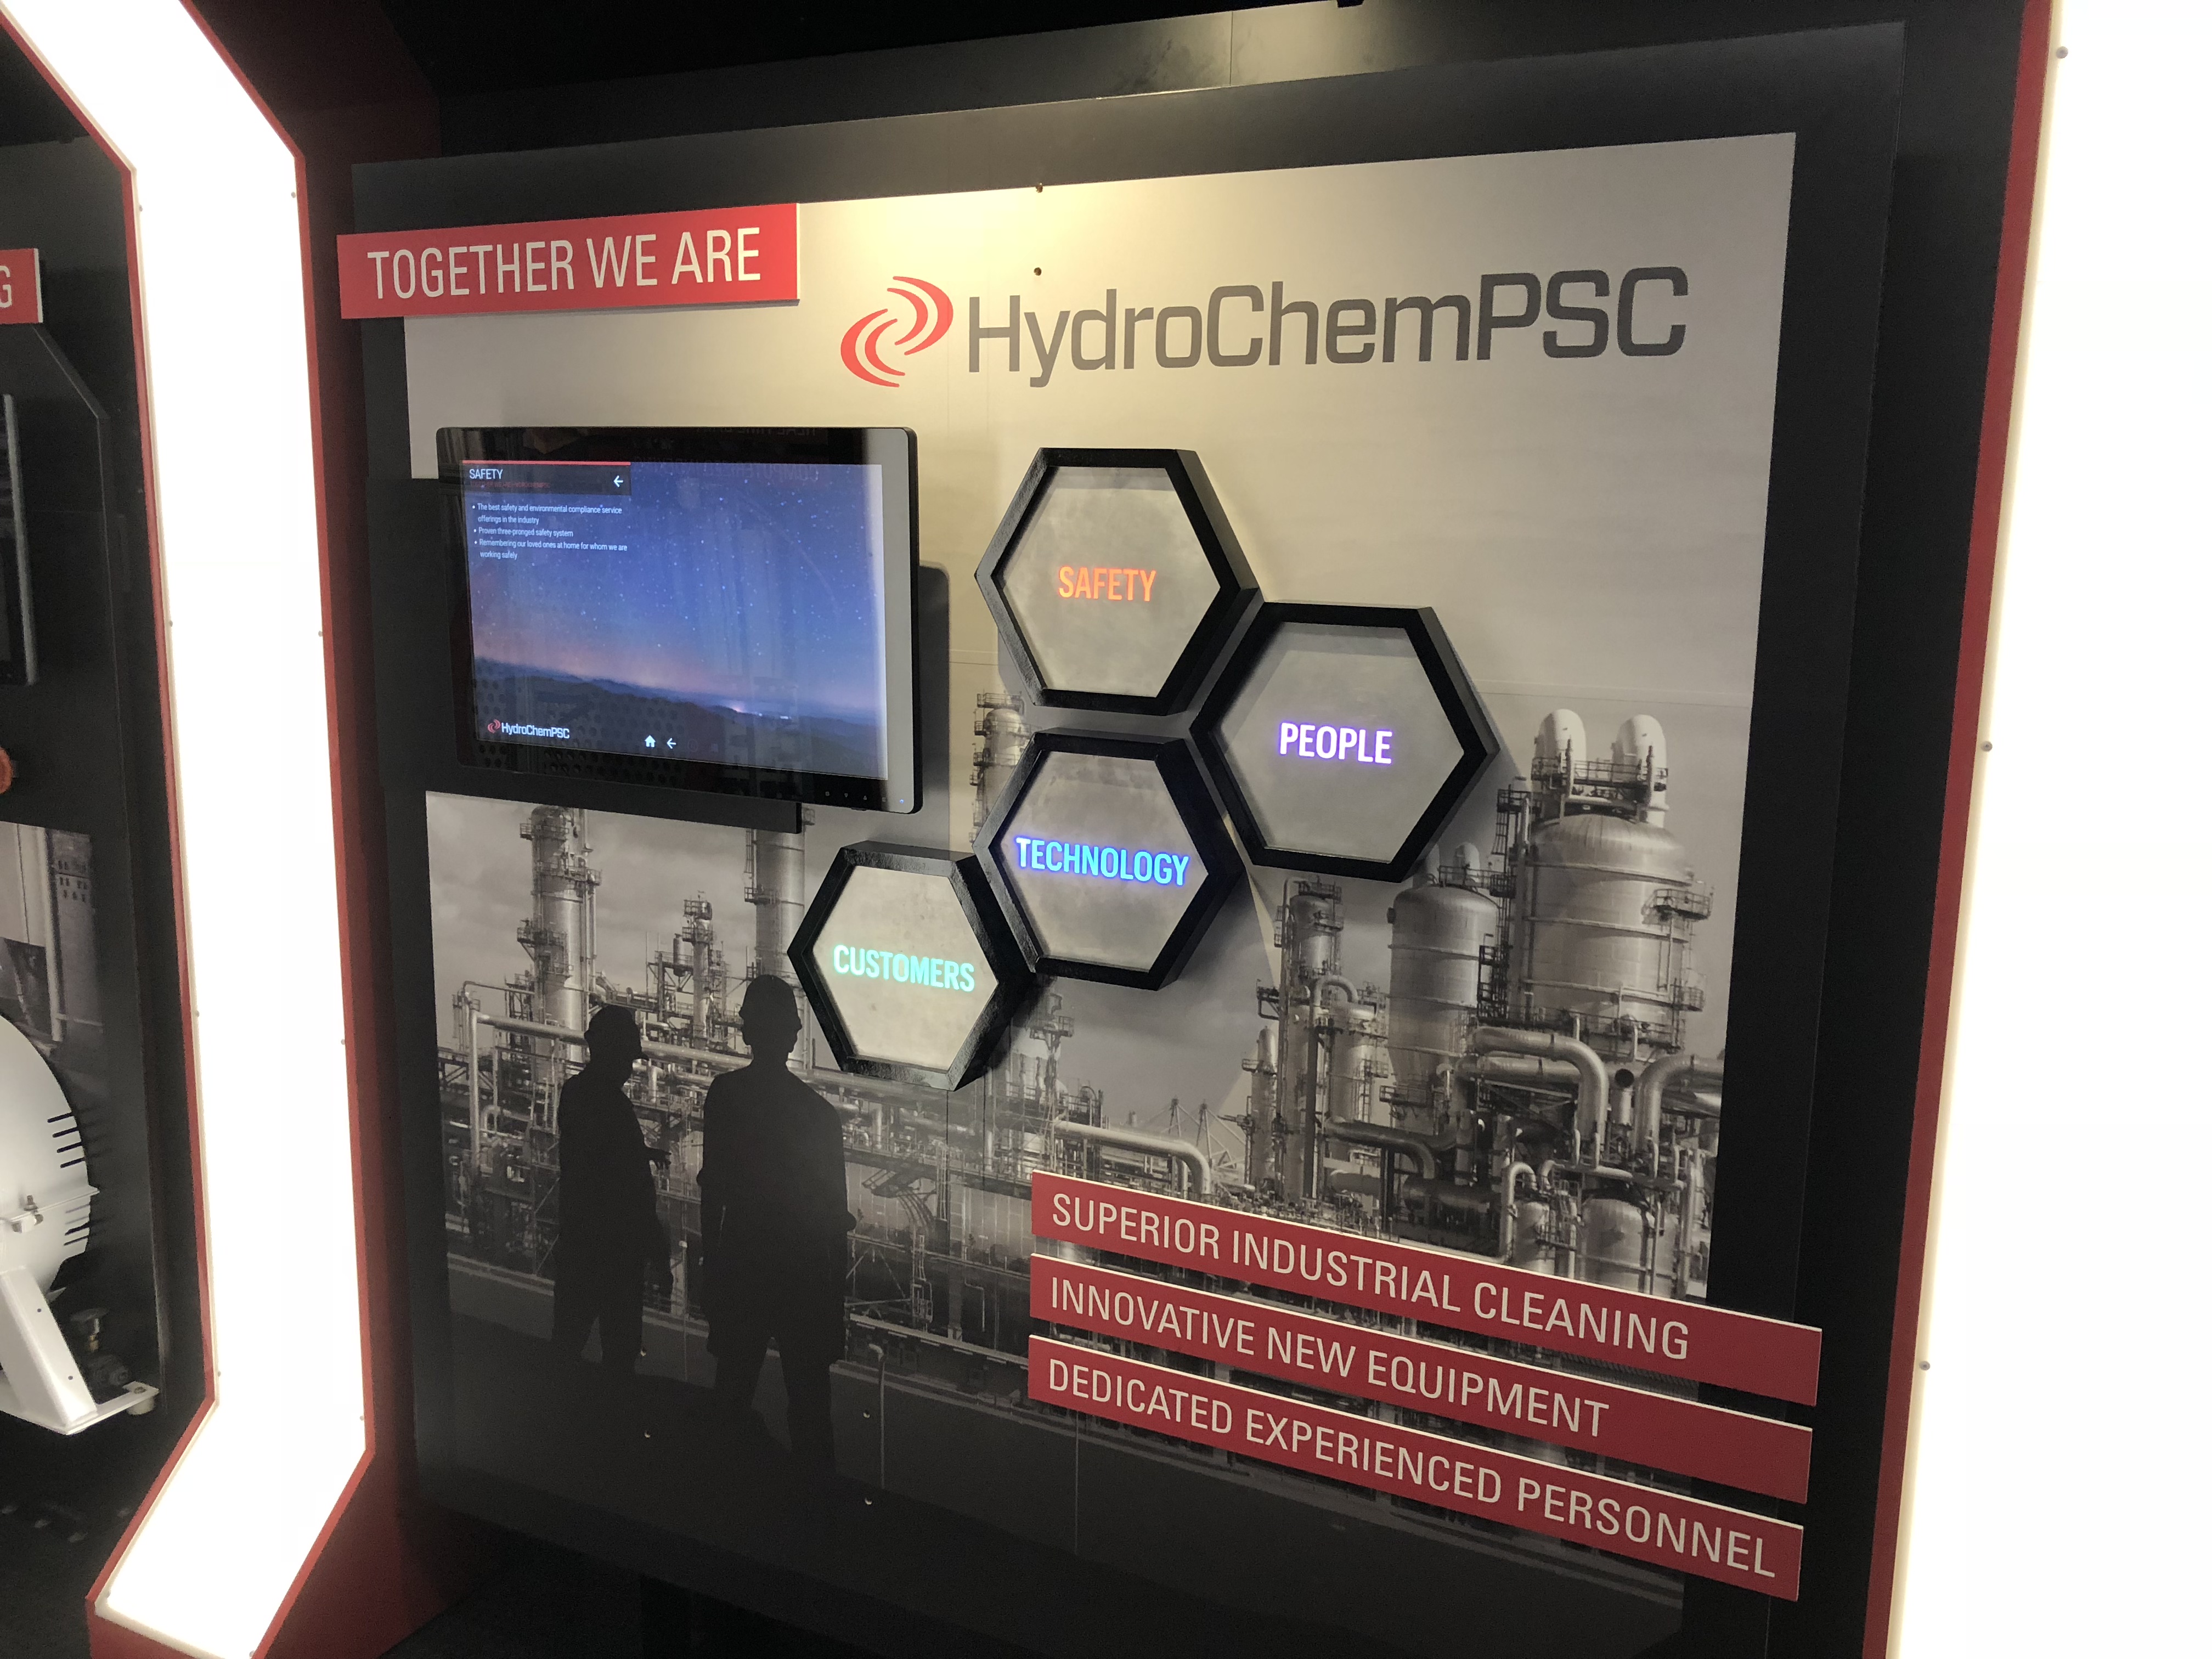 G
TOGETHER WE ARE
HydroChemPSC
SAFETY
• The best safety and environmental compliance service
offerings in the industry
• Proven three-pronged safety system
• Remembering our loved ones at home for whom we are
working safely
HydroChemPSC
SAFETY
PEOPLE
TECHNOLOGY
CUSTOMERS
SUPERIOR INDUSTRIAL CLEANING
INNOVATIVE NEW EQUIPMENT
DEDICATED EXPERIENCED PERSONNEL